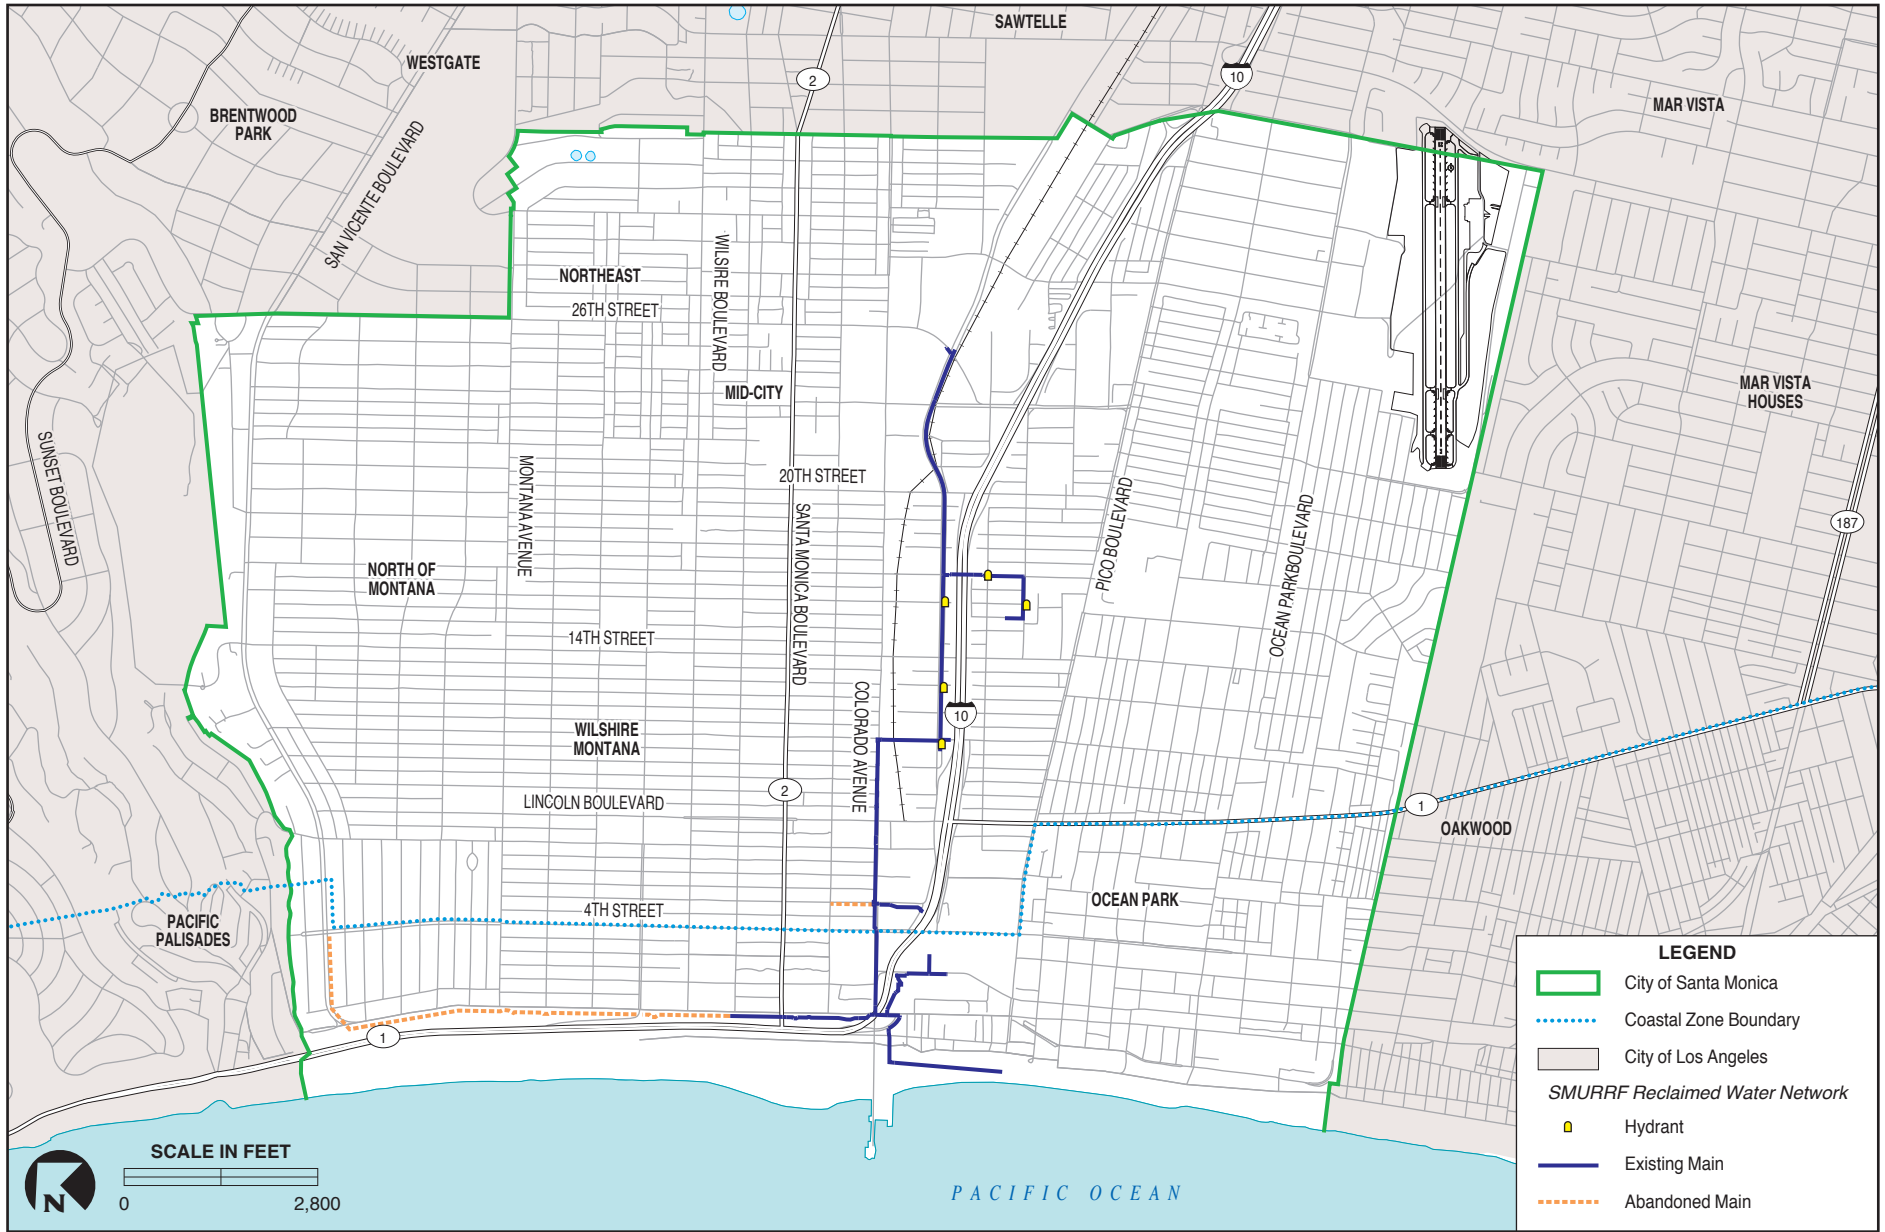 SAWTELLE
WESTGATE
2
10
MAR VISTA
BRENTWOOD
PARK
SAN VICENTE BOULEVARD
WILSIRE BOULEVARD
NORTHEAST
26TH STREET
MID-CITY
MAR VISTA
HOUSES
SUNSET BOULEVARD
MONTANA AVENUE
20TH STREET
SANTA MONICA BOULEVARD
PICO BOULEVARD
OCEAN PARKBOULEVARD
187
NORTH OF
MONTANA
14TH STREET
COLORADO AVENUE
10
WILSHIRE
MONTANA
2
LINCOLN BOULEVARD
1
OAKWOOD
4TH STREET
OCEAN PARK
PACIFIC
PALISADES
1
LEGEND
City of Santa Monica
Coastal Zone Boundary
City of Los Angeles
SMURRF Reclaimed Water Network
Hydrant
Existing Main
Abandoned Main
N
SCALE IN FEET
0 2,800
PACIFIC OCEAN